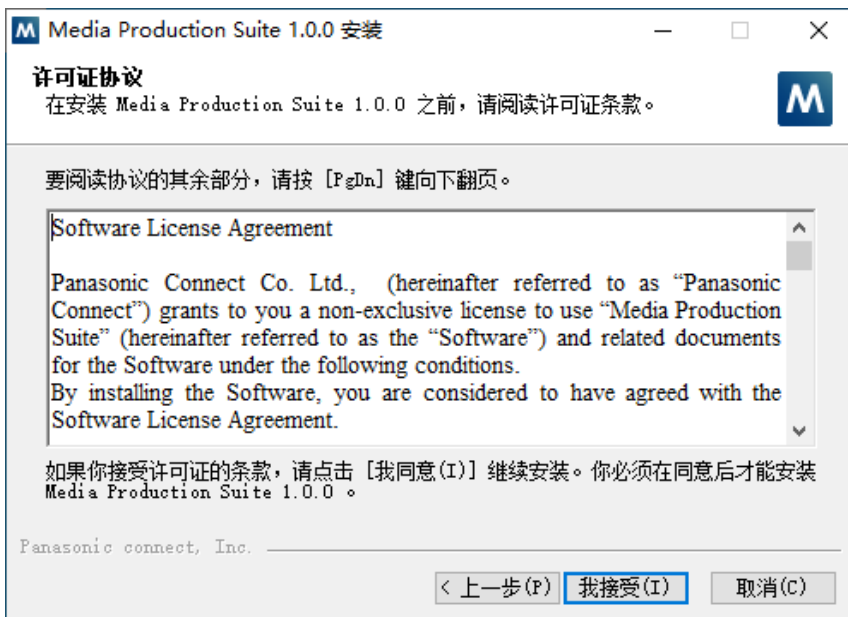 M Media Production Suite 1.0.0 安装
许可证协议
在安装 Media Production Suite 1.0.0 之前，请阅读许可证条款。
M
要阅读协议的其余部分，请按 [PgDn] 键向下翻页。
Software License Agreement
Panasonic Connect Co. Ltd., (hereinafter referred to as “Panasonic
Connect”) grants to you a non-exclusive license to use “Media Production
Suite” (hereinafter referred to as the “Software”) and related documents
for the Software under the following conditions.
By installing the Software, you are considered to have agreed with the
Software License Agreement.
如果你接受许可证的条款，请点击 [我同意(I)] 继续安装。你必须在同意后才能安装
Media Production Suite 1.0.0 。
Panasonic connect, Inc.
< 上一步(P) 我接受(I) 取消(C)